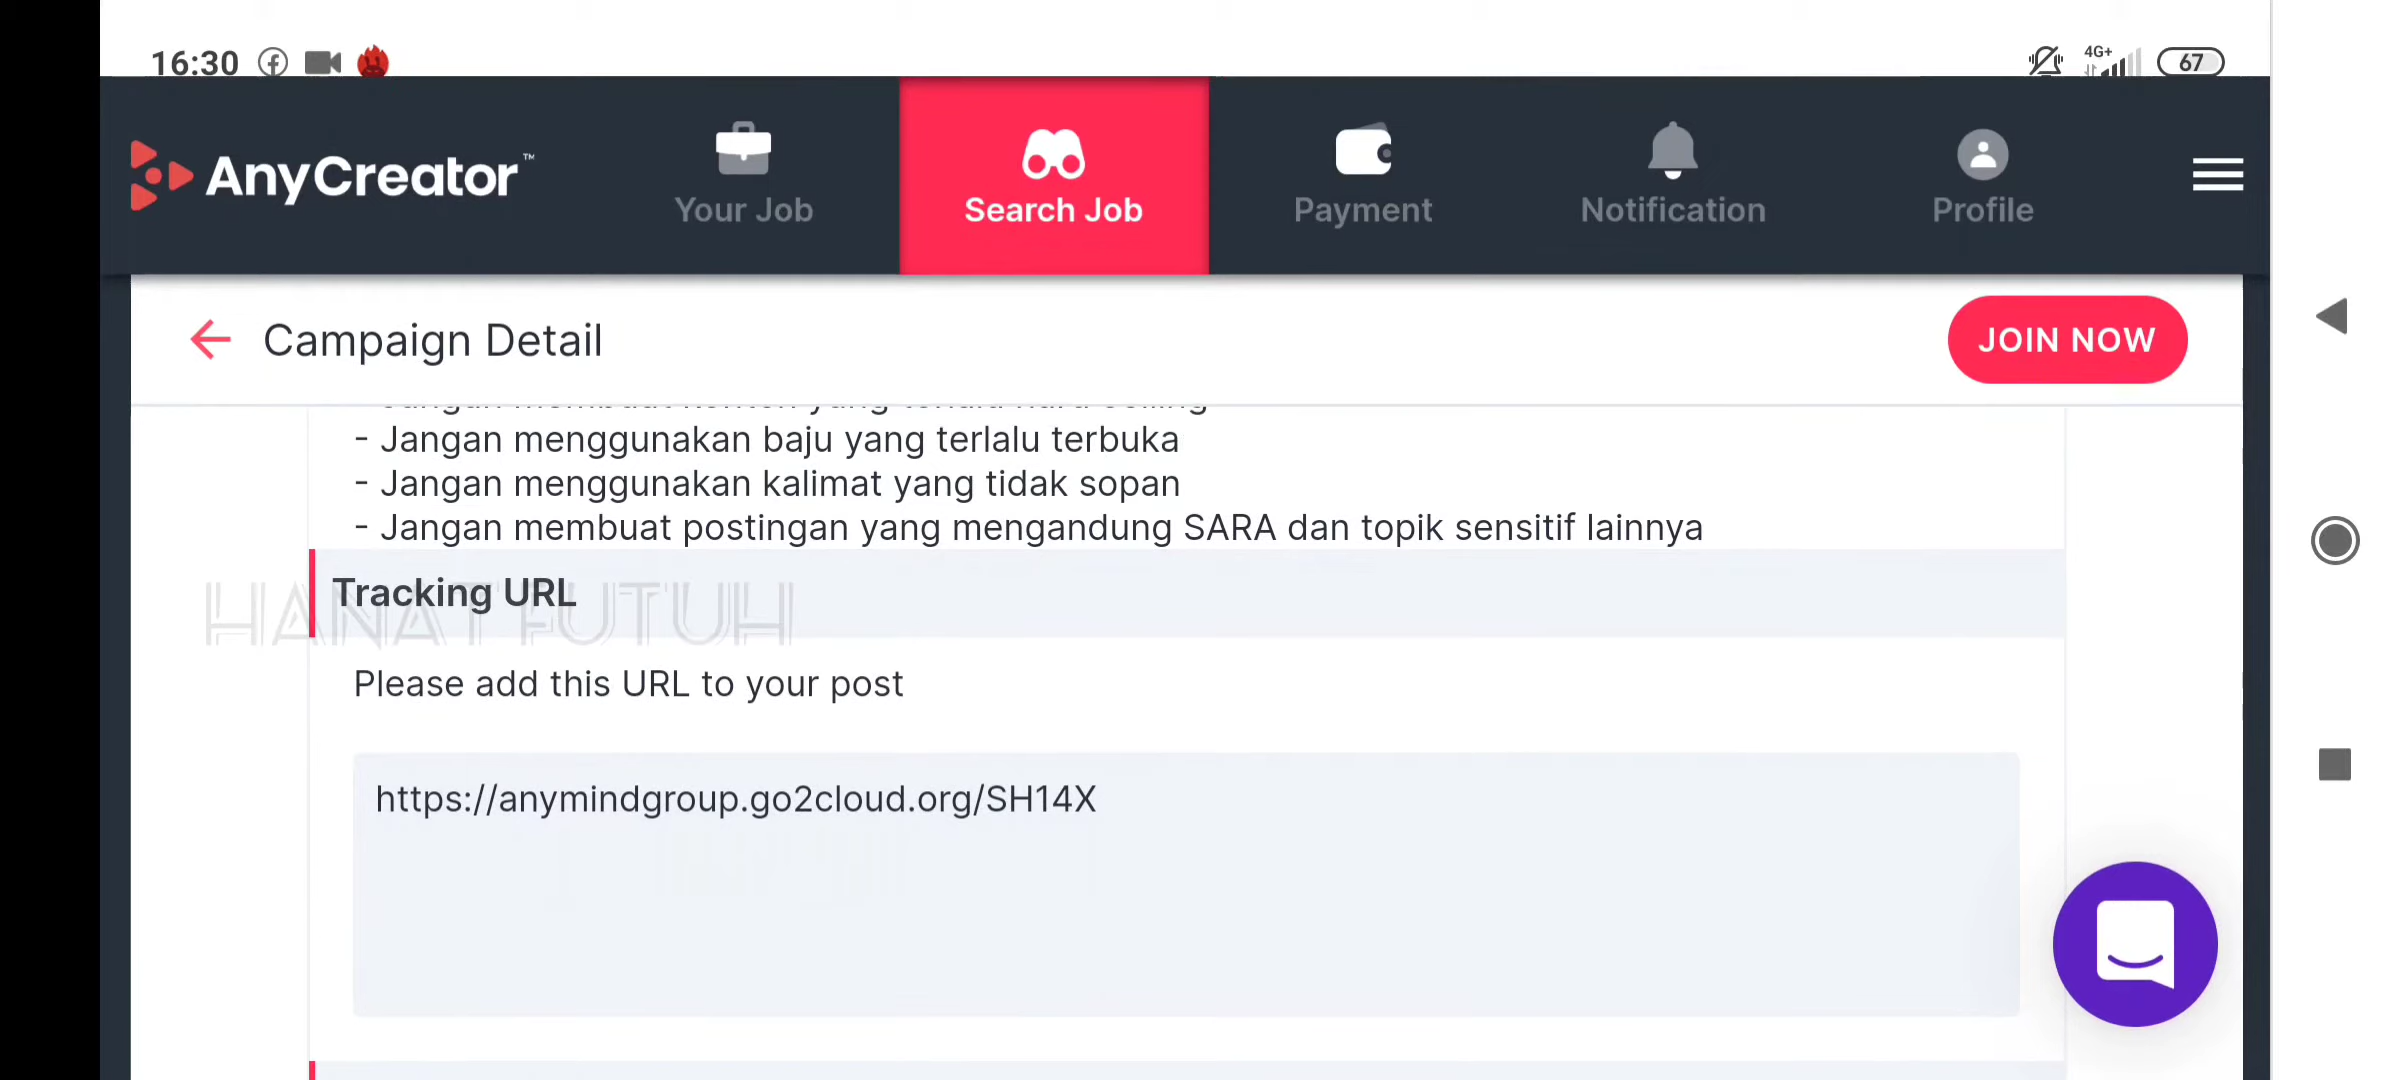 16:30
4G+
67
AnyCreator™
Your Job
Search Job
Payment
Notification
Profile
Campaign Detail
JOIN NOW
- Jangan menggunakan baju yang terlalu terbuka
- Jangan menggunakan kalimat yang tidak sopan
- Jangan membuat postingan yang mengandung SARA dan topik sensitif lainnya
Tracking URL
HANAT FUTUH
Please add this URL to your post
https://anymindgroup.go2cloud.org/SH14X